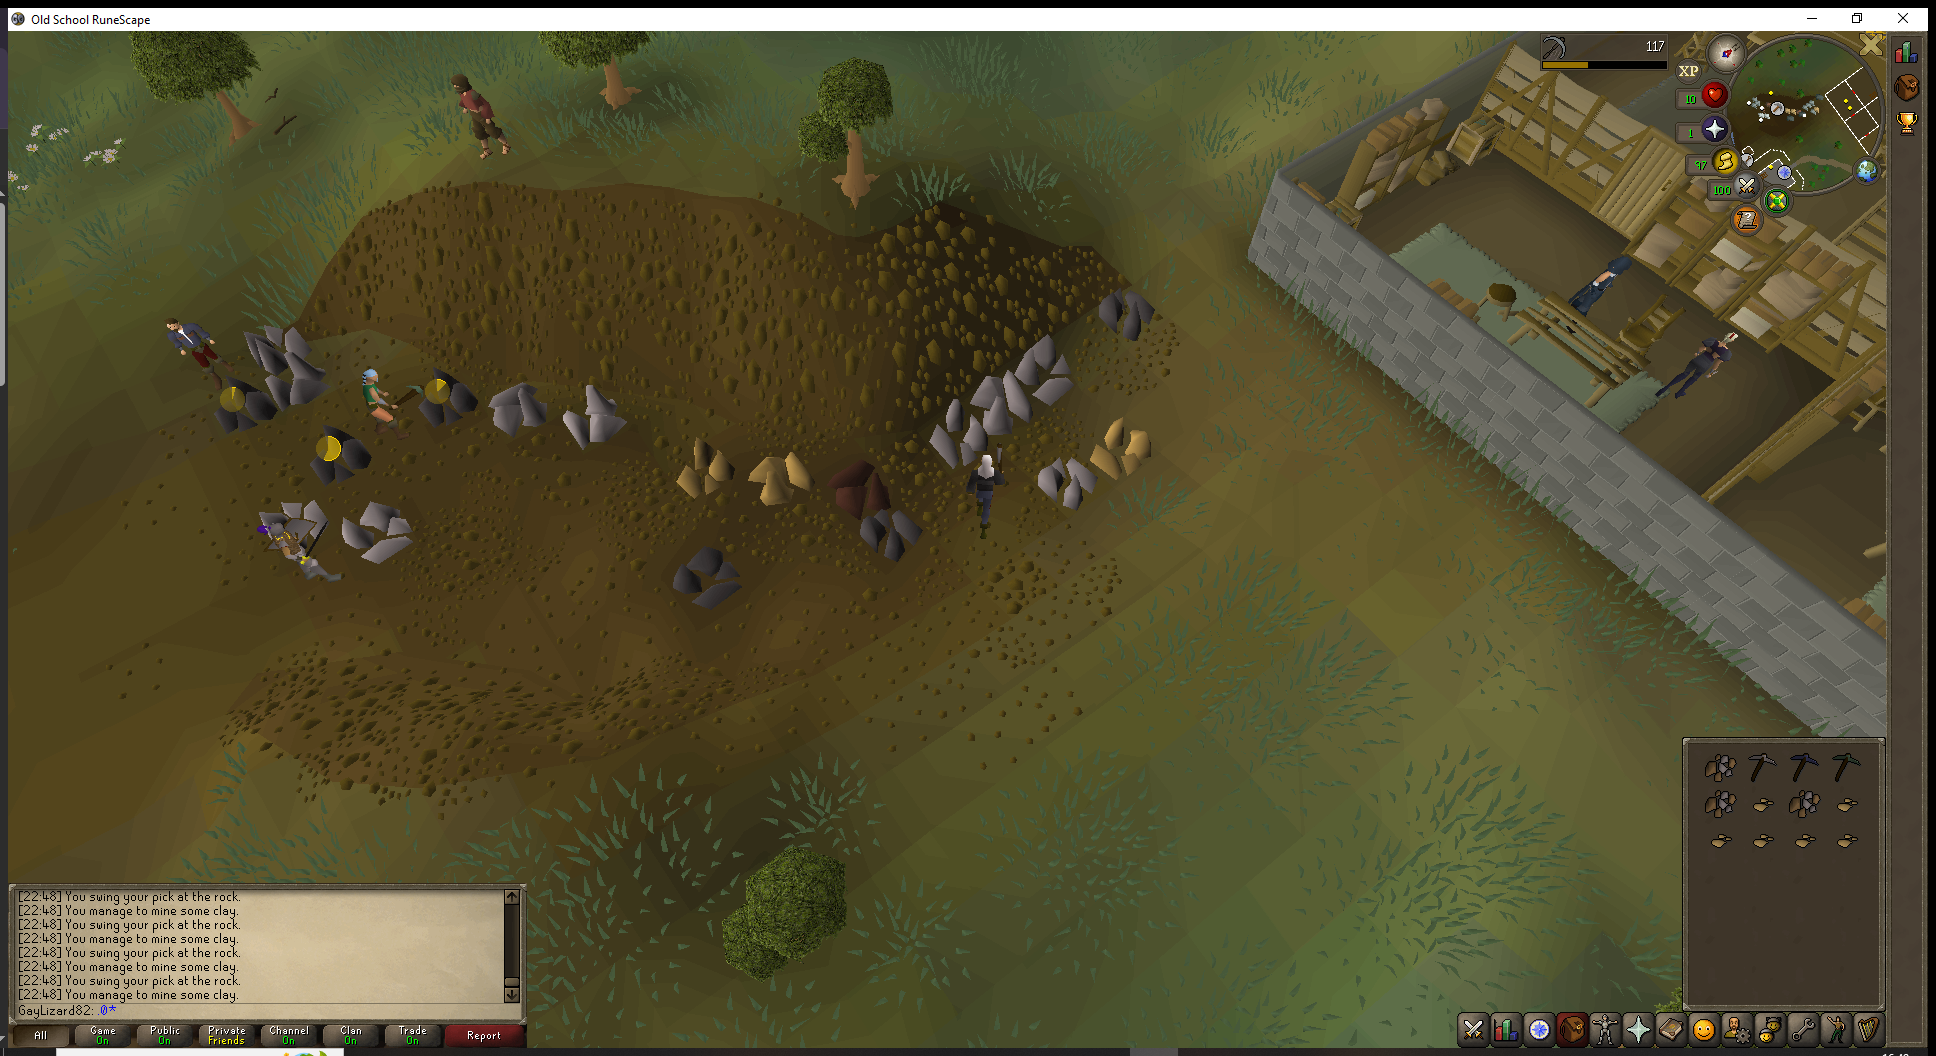 Old School RuneScape
117
XP
10
1
97
100
[22:48] You swing your pick at the rock.
[22:48] You manage to mine some clay.
[22:48] You swing your pick at the rock.
[22:48] You manage to mine some clay.
[22:48] You swing your pick at the rock.
[22:48] You manage to mine some clay.
[22:48] You swing your pick at the rock.
[22:48] You manage to mine some clay.
GayLizard82: .0*
All
Game
On
Public
On
Private
Friends
Channel
On
Clan
On
Trade
On
Report